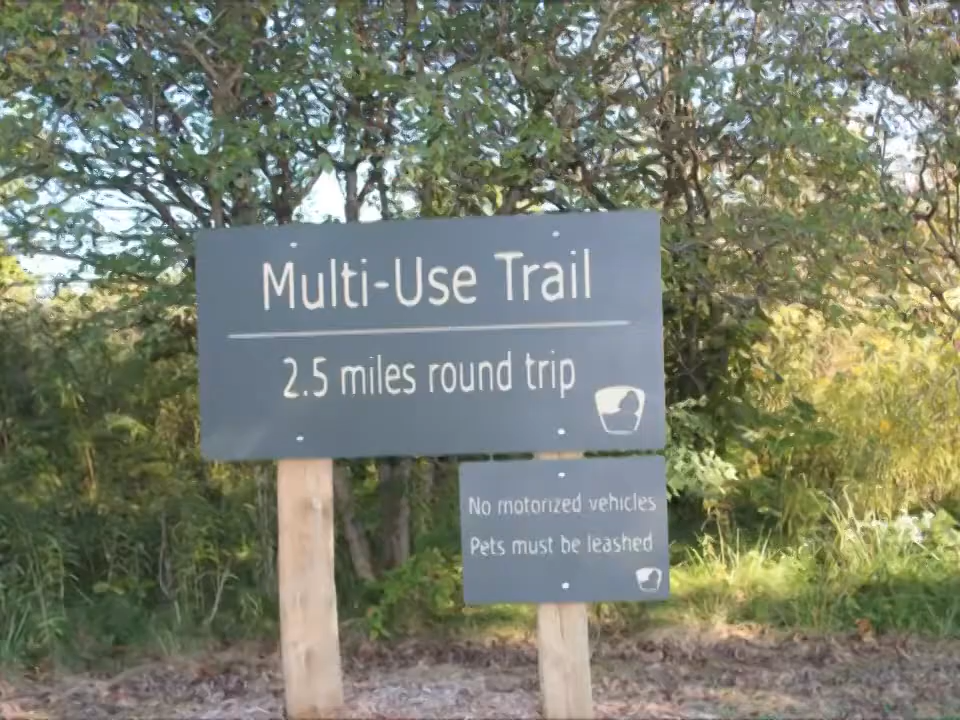 Multi-Use Trail
2.5 miles round trip
No motorized vehicles
Pets must be leashed